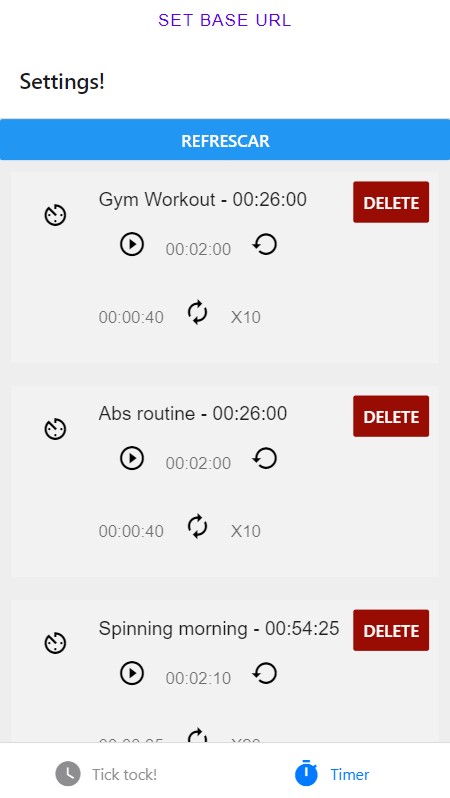 SET BASE URL
Settings!
REFRESCAR
Gym Workout - 00:26:00
DELETE
00:02:00
00:00:40 X10
Abs routine - 00:26:00
DELETE
00:02:00
00:00:40 X10
Spinning morning - 00:54:25
DELETE
00:02:10
Tick tock! Timer